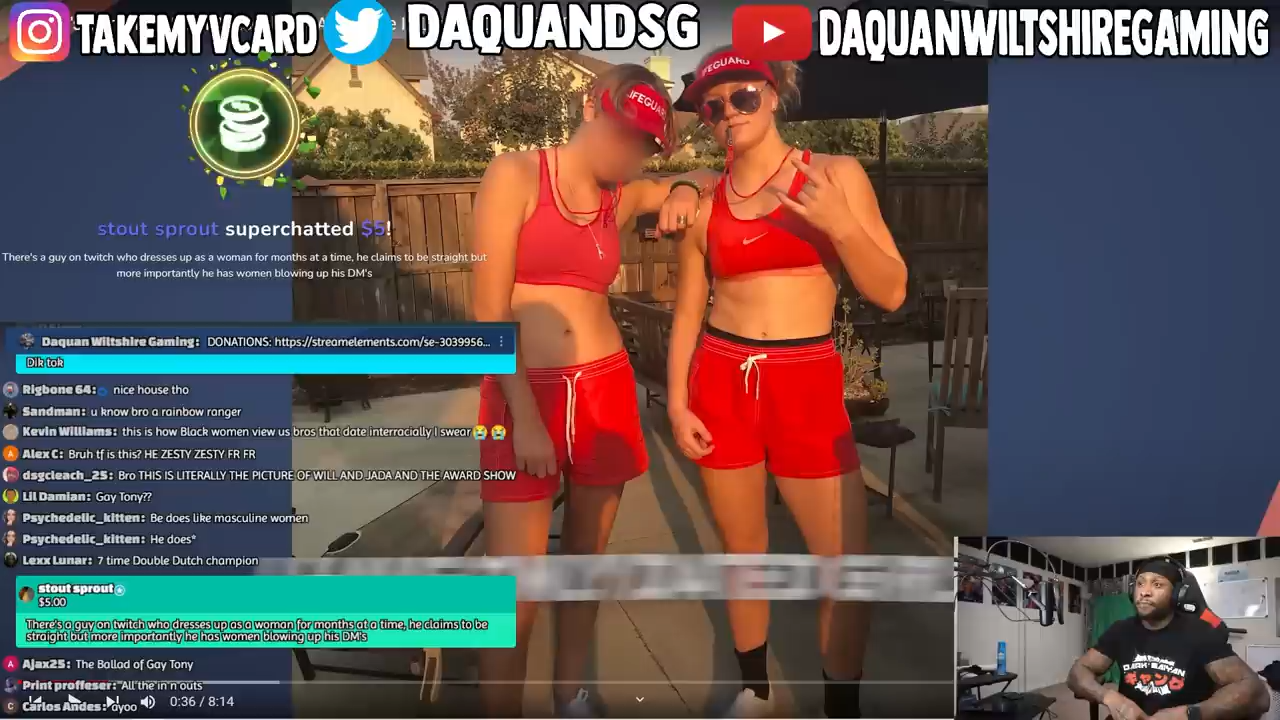 TAKEMYVCARD
DAQUANDSG
DAQUANWILTSHIREGAMING
LIFEGUARD
IFEGUARD
stout sprout superchatted $5!
There's a guy on twitch who dresses up as a woman for months at a time, he claims to be straight but
more importantly he has women blowing up his DM's
Daquan Wiltshire Gaming: DONATIONS: https://streamelements.com/se-3039956...
Dik tok
Rigbone 64: nice house tho
Sandman: u know bro a rainbow ranger
Kevin Williams: this is how Black women view us bros that date interracially I swear😭😭
Alex C: Bruh tf is this? HE ZESTY ZESTY FR FR
dsgcleach_25: Bro THIS IS LITERALLY THE PICTURE OF WILL AND JADA AND THE AWARD SHOW
Lil Damian: Gay Tony??
Psychedelic_kitten: Be does like masculine women
Psychedelic_kitten: He does*
Lexx Lunar: 7 time Double Dutch champion
stout sprout
$5.00
There's a guy on twitch who dresses up as a woman for months at a time, he claims to be
straight but more importantly he has women blowing up his DM's
Ajax25: The Ballad of Gay Tony
Print proffeser: "All the in n outs
Carlos Andes: ayoo
0:36 / 8:14